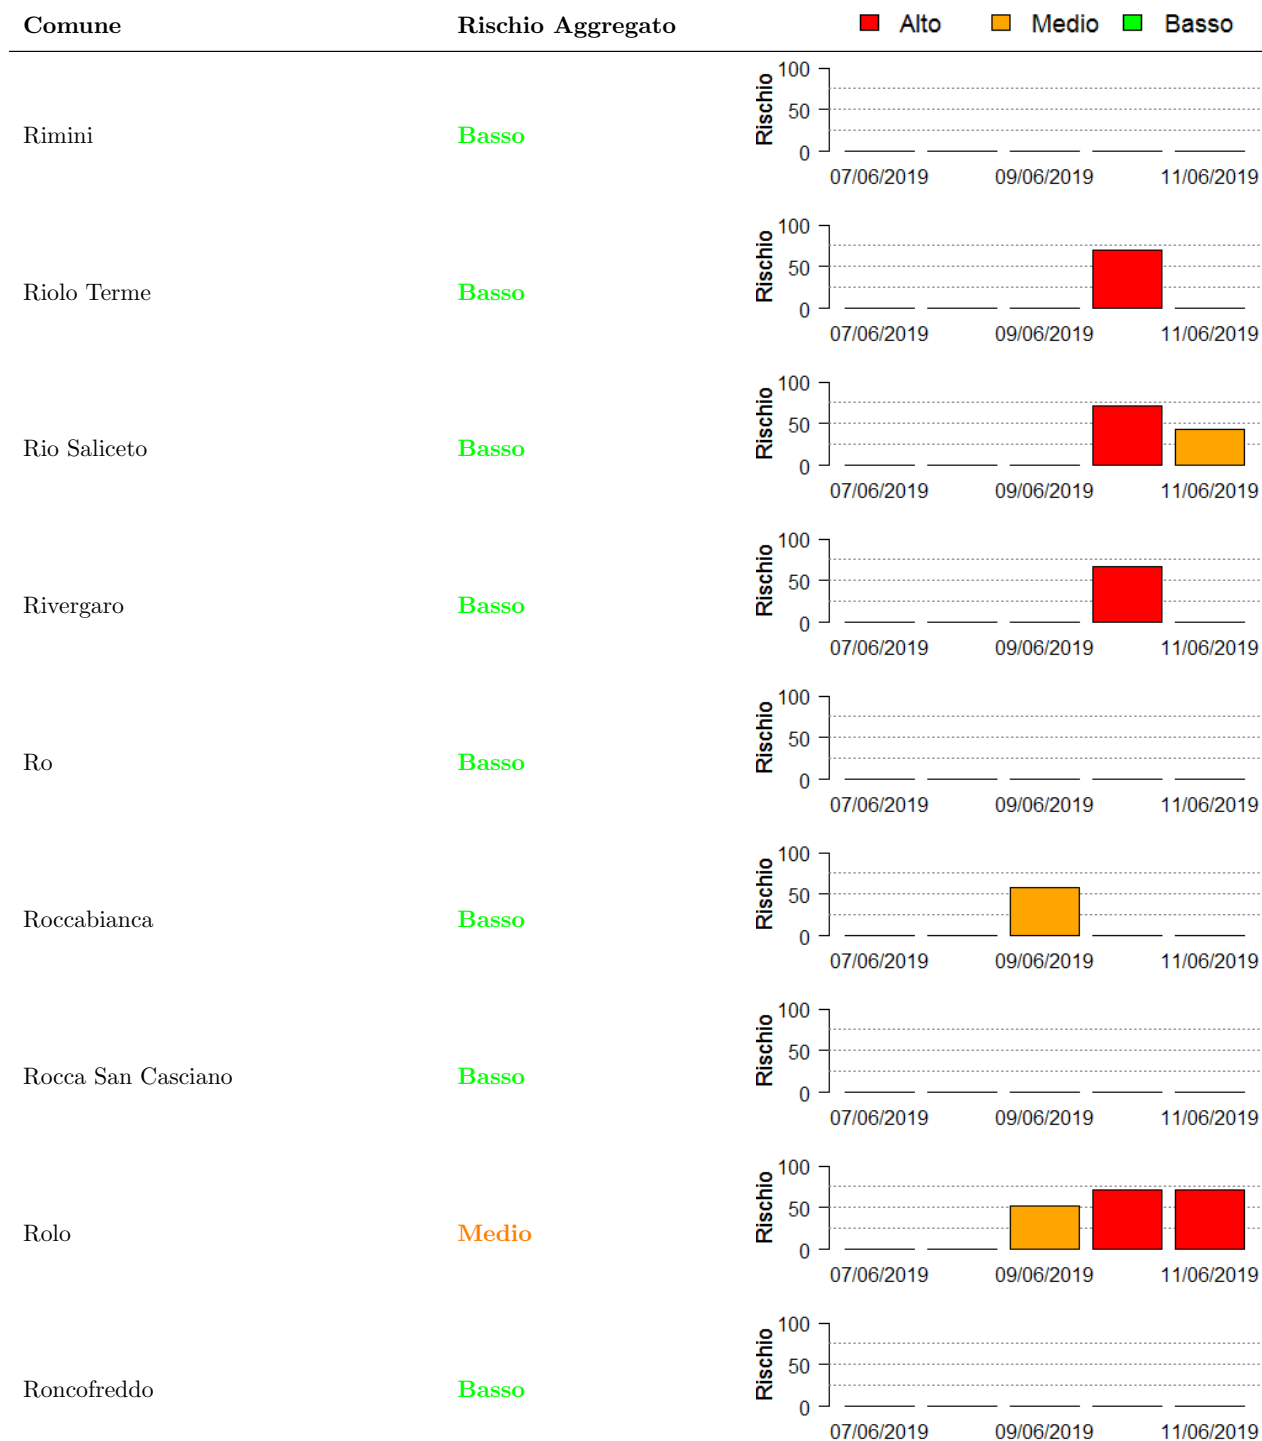 Comune Rischio Aggregato Alto Medio Basso
Rimini Basso Rischio 100 50 0
07/06/2019 09/06/2019 11/06/2019
Riolo Terme Basso Rischio 100 50 0
07/06/2019 09/06/2019 11/06/2019
Rio Saliceto Basso Rischio 100 50 0
07/06/2019 09/06/2019 11/06/2019
Rivergaro Basso Rischio 100 50 0
07/06/2019 09/06/2019 11/06/2019
Ro Basso Rischio 100 50 0
07/06/2019 09/06/2019 11/06/2019
Roccabianca Basso Rischio 100 50 0
07/06/2019 09/06/2019 11/06/2019
Rocca San Casciano Basso Rischio 100 50 0
07/06/2019 09/06/2019 11/06/2019
Rolo Medio Rischio 100 50 0
07/06/2019 09/06/2019 11/06/2019
Roncofreddo Basso Rischio 100 50 0
07/06/2019 09/06/2019 11/06/2019